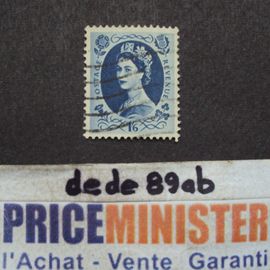 POSTAGE REVENUE
1/6
dede 89ab
PRICEMINISTER
l'Achat - Vente Garanti